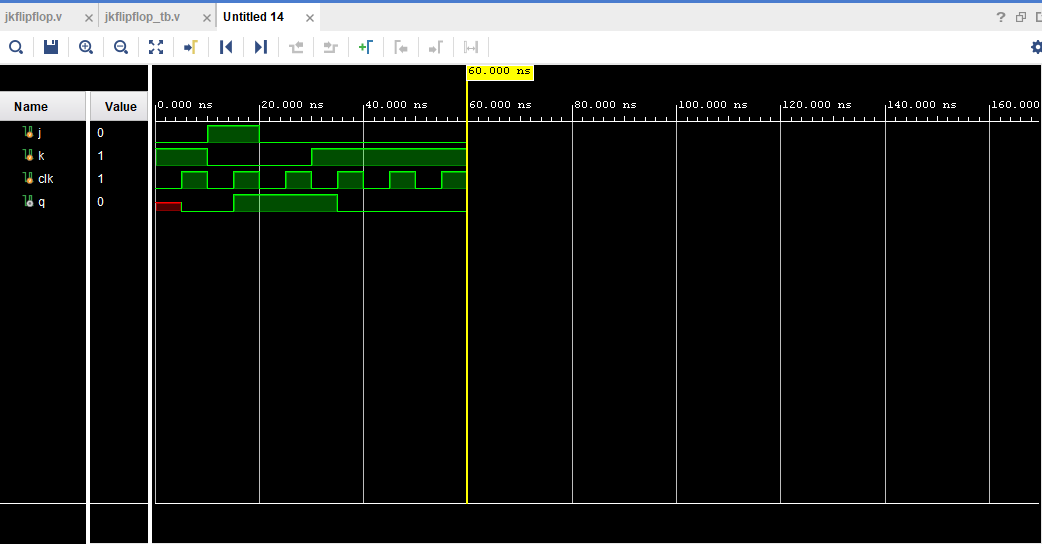 jkflipflop.v × jkflipflop_tb.v × Untitled 14 × ?
60.000 ns
Name Value 0.000 ns 20.000 ns 40.000 ns 60.000 ns 80.000 ns 100.000 ns 120.000 ns 140.000 ns 160.000
j 0
k 1
clk 1
q 0